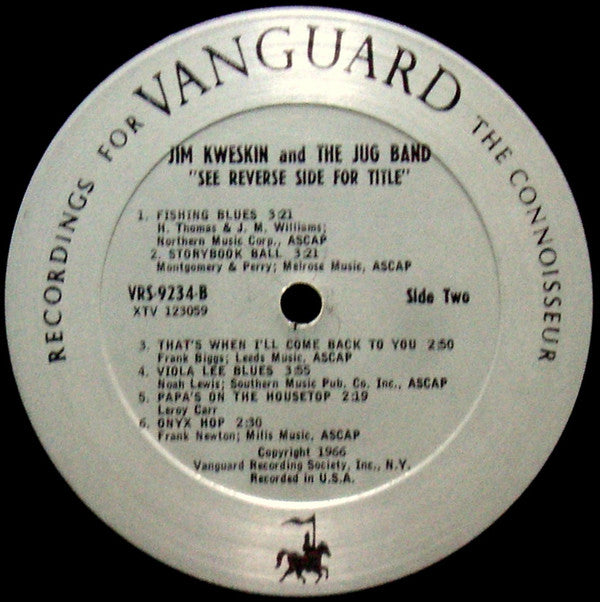 RECORDINGS FOR VANGUARD THE CONNOISSEUR
JIM KWESKIN and THE JUG BAND
"SEE REVERSE SIDE FOR TITLE"
1. FISHING BLUES 3:21
H. Thomas & J. M. Williams;
Northern Music Corp., ASCAP
2. STORYBOOK BALL 3:21
Montgomery & Perry; Melrose Music, ASCAP
VRS-9234-B Side Two
XTV 123059
3. THAT'S WHEN I'LL COME BACK TO YOU 2:50
Frank Biggs; Leeds Music, ASCAP
4. VIOLA LEE BLUES 3:55
Noah Lewis; Southern Music Pub. Co. Inc., ASCAP
5. PAPA'S ON THE HOUSETOP 2:19
Leroy Carr
6. ONYX HOP 2:30
Frank Newton; Mills Music, ASCAP
Copyright 1966
Vanguard Recording Society, Inc., N.Y.
Recorded in U.S.A.